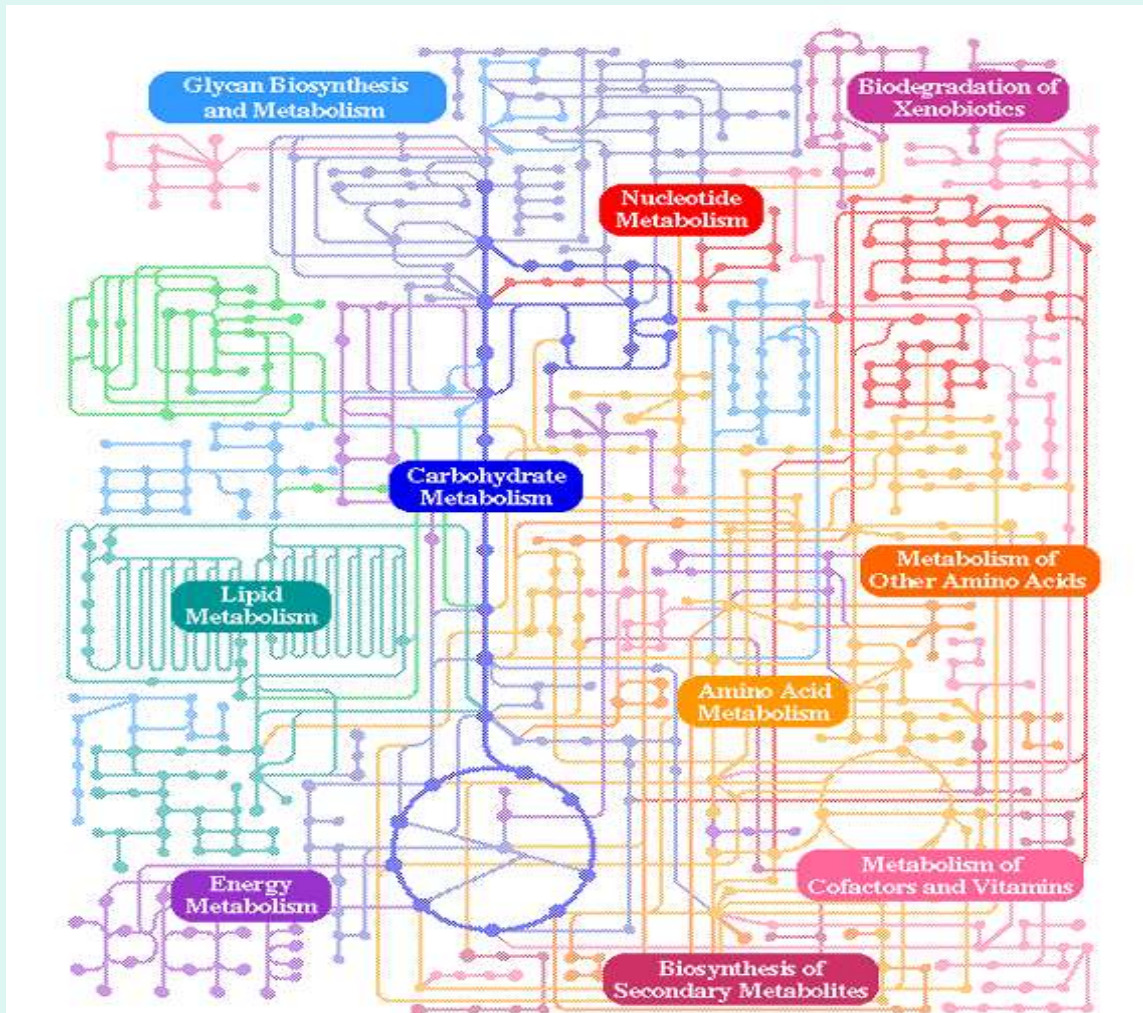 Glycan Biosynthesis
and Metabolism
Biodegradation of
Xenobiotics
Nucleotide
Metabolism
Carbohydrate
Metabolism
Metabolism of
Other Amino Acids
Lipid
Metabolism
Amino Acid
Metabolism
Metabolism of
Cofactors and Vitamins
Energy
Metabolism
Biosynthesis of
Secondary Metabolites